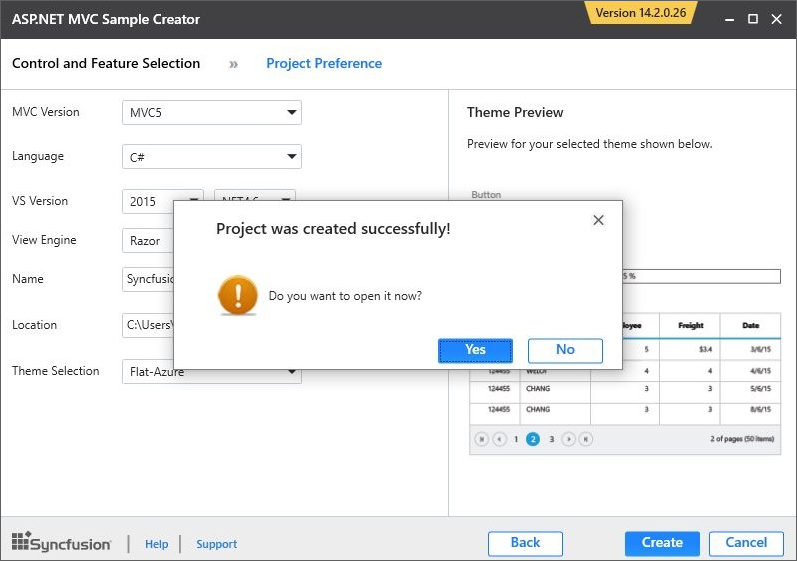 ASP.NET MVC Sample Creator
Version 14.2.0.26
Control and Feature Selection » Project Preference
MVC Version MVC5
Language C#
VS Version 2015 .NET4.6
View Engine Razor
Name Syncfusio
Location C:\Users\
Theme Selection Flat-Azure
Theme Preview
Preview for your selected theme shown below.
Button
5 %
Project was created successfully!
Do you want to open it now?
Yes No
loyee Freight Date
5 $3.4 3/6/15
124455 4 4 4/6/15
124455 CHANG 3 3 5/6/15
124455 CHANG 3 3 8/6/15
1 2 3 2 of pages (50 items)
Syncfusion Help Support
Back Create Cancel